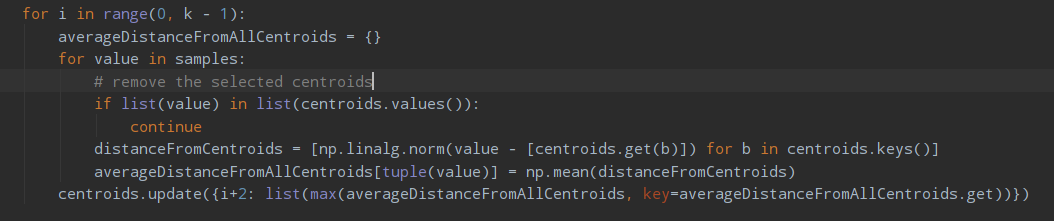 for i in range(0, k - 1):
averageDistanceFromAllCentroids = {}
for value in samples:
# remove the selected centroids
if list(value) in list(centroids.values()):
continue
distanceFromCentroids = [np.linalg.norm(value - [centroids.get(b)]) for b in centroids.keys()]
averageDistanceFromAllCentroids[tuple(value)] = np.mean(distanceFromCentroids)
centroids.update({i+2: list(max(averageDistanceFromAllCentroids, key=averageDistanceFromAllCentroids.get))})